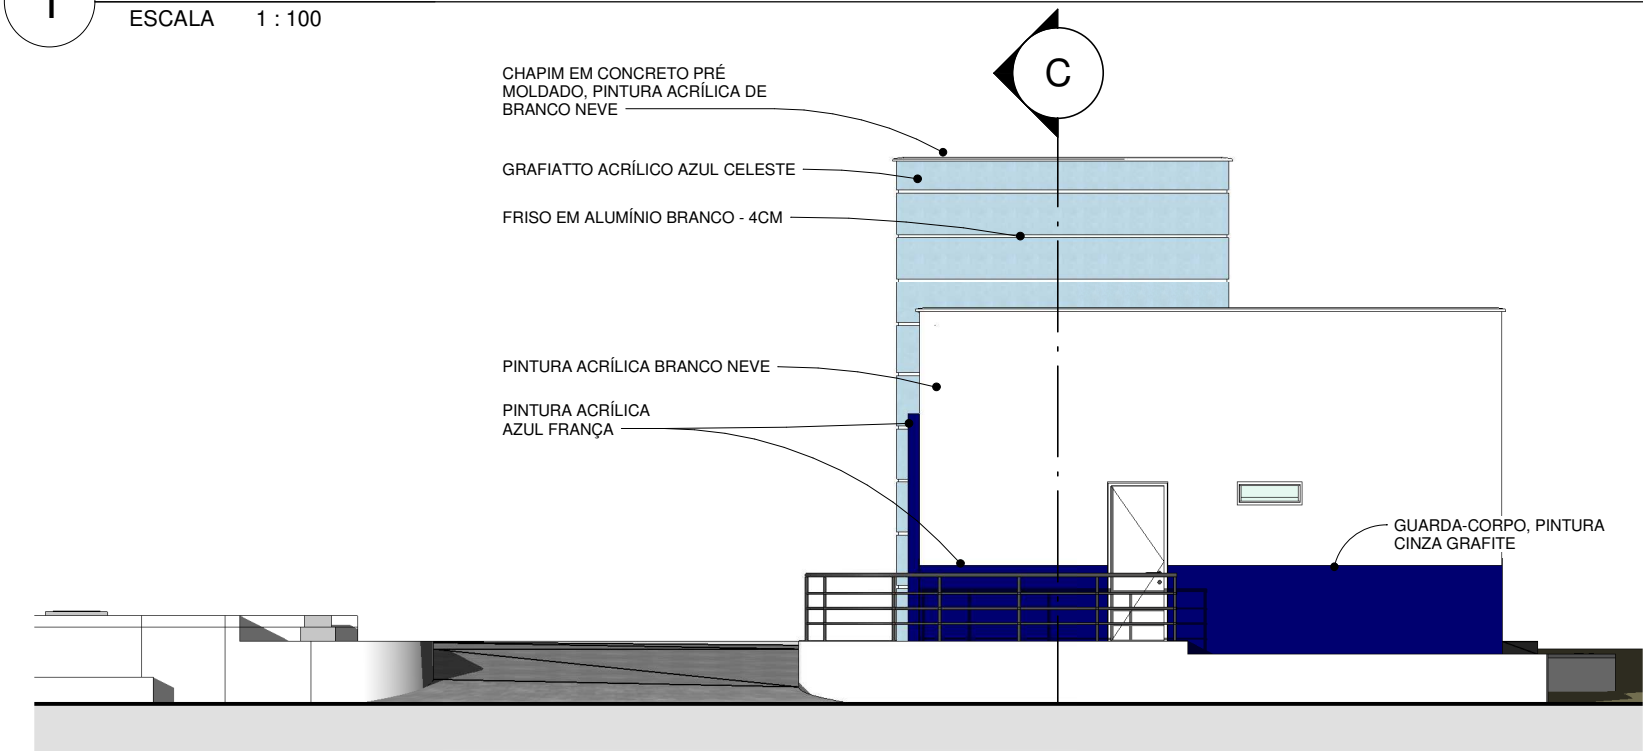 1
ESCALA 1 : 100
C
CHAPIM EM CONCRETO PRÉ
MOLDADO, PINTURA ACRÍLICA DE
BRANCO NEVE
GRAFIATTO ACRÍLICO AZUL CELESTE
FRISO EM ALUMÍNIO BRANCO - 4CM
PINTURA ACRÍLICA BRANCO NEVE
PINTURA ACRÍLICA
AZUL FRANÇA
GUARDA-CORPO, PINTURA
CINZA GRAFITE